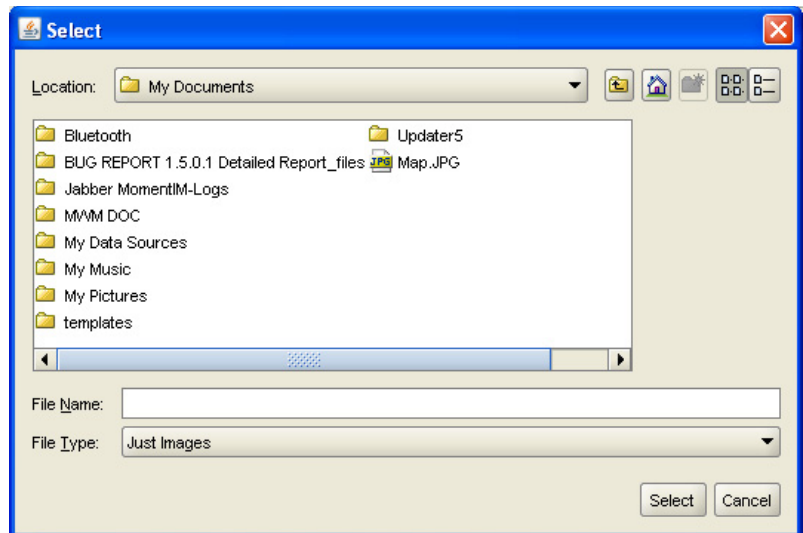 Select
Location: My Documents
Bluetooth
BUG REPORT 1.5.0.1 Detailed Report_files
Jabber MomentIM-Logs
MWM DOC
My Data Sources
My Music
My Pictures
templates
Updater5
JPG Map.JPG
File Name:
File Type: Just Images
Select Cancel